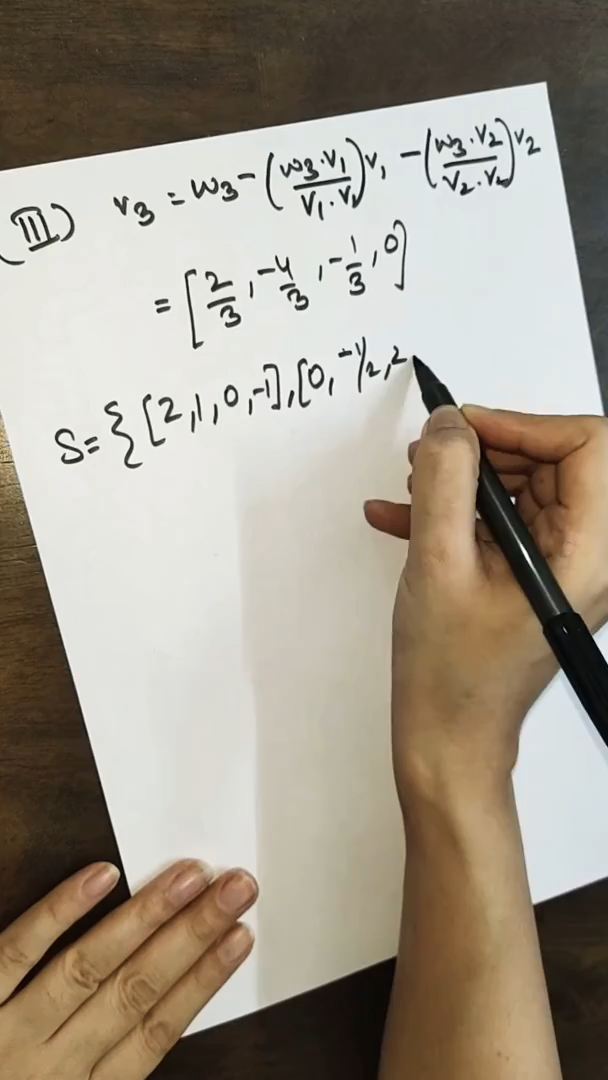 (III) v3 = w3 - (w3·v1/v1·v1)v1 - (w3·v2/v2·v2)v2
= [2/3, -4/3, -1/3, 0]
S = {[2, 1, 0, -1], [0, -1/2, 2